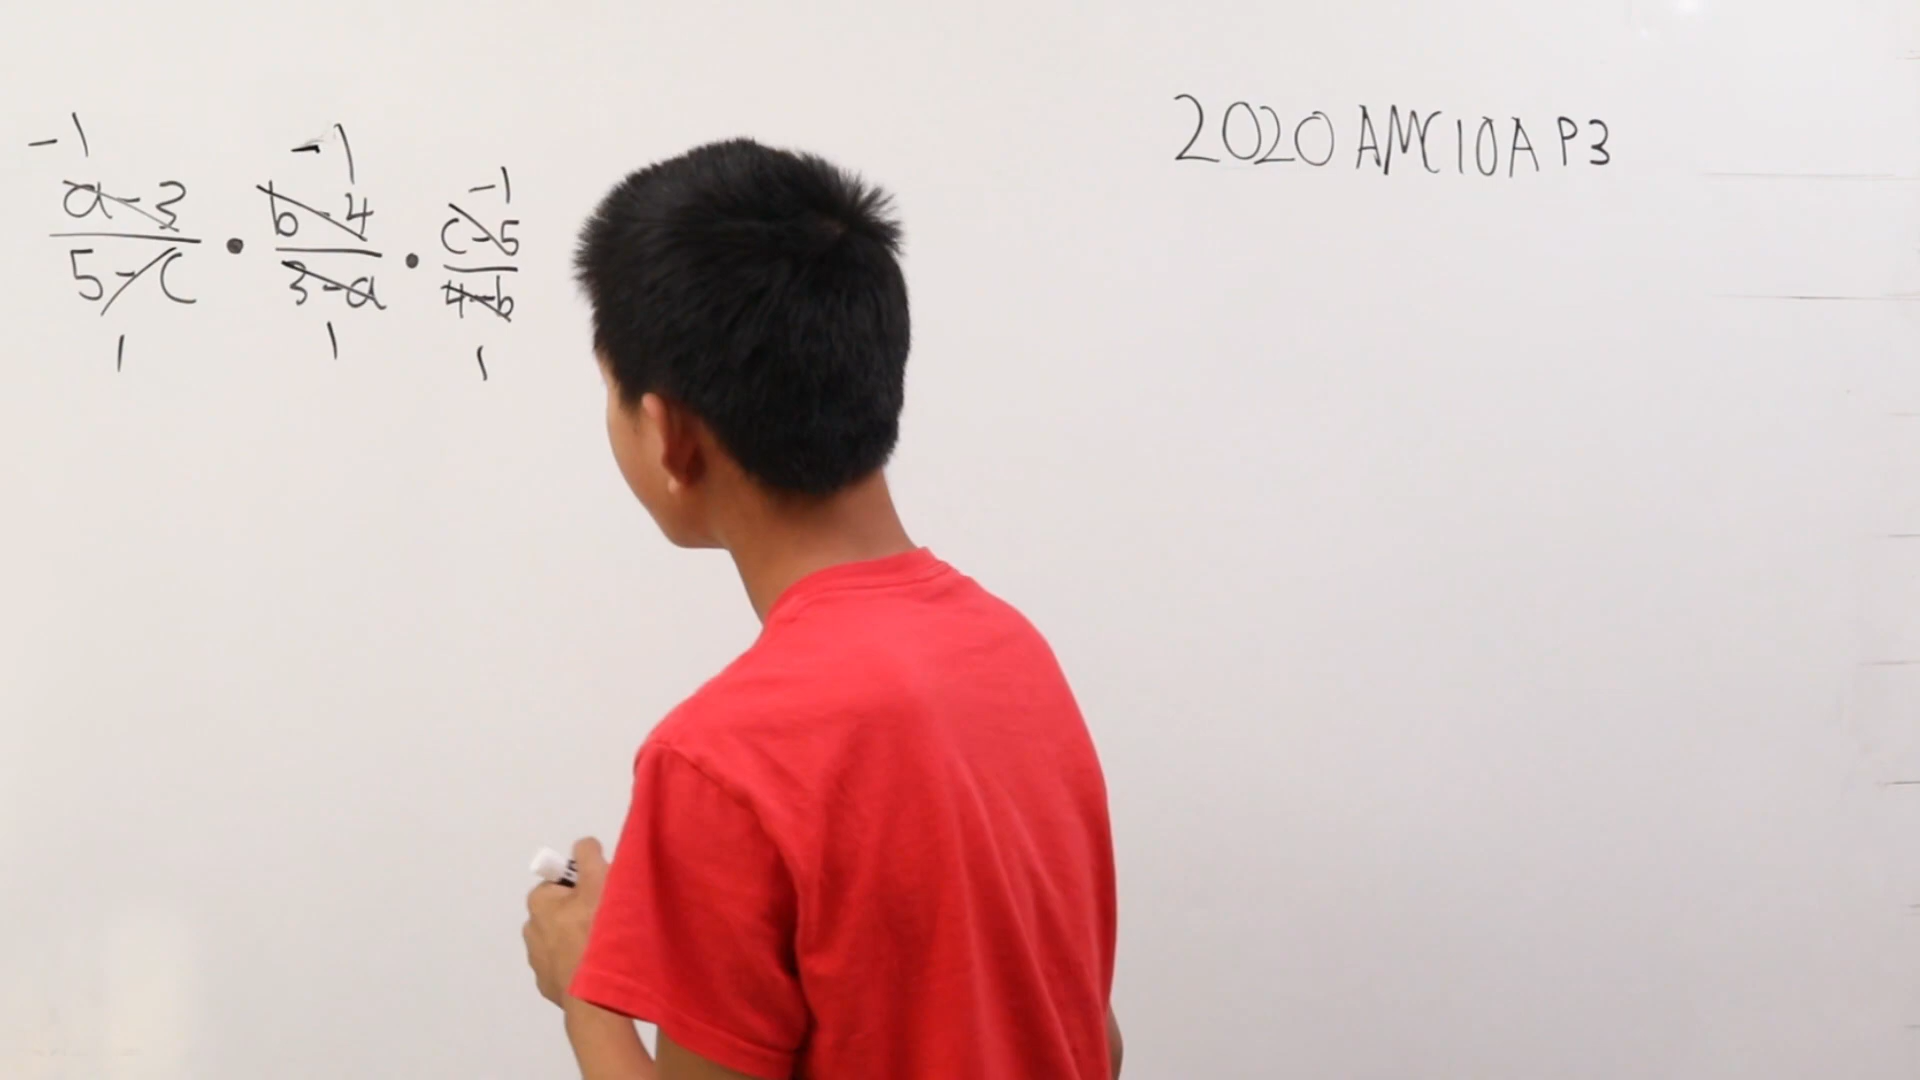 -1 -1 -1
a-3 b-4 c-5
5-c • 3-a • 4-b
1 1 1
2020 AMC10A P3